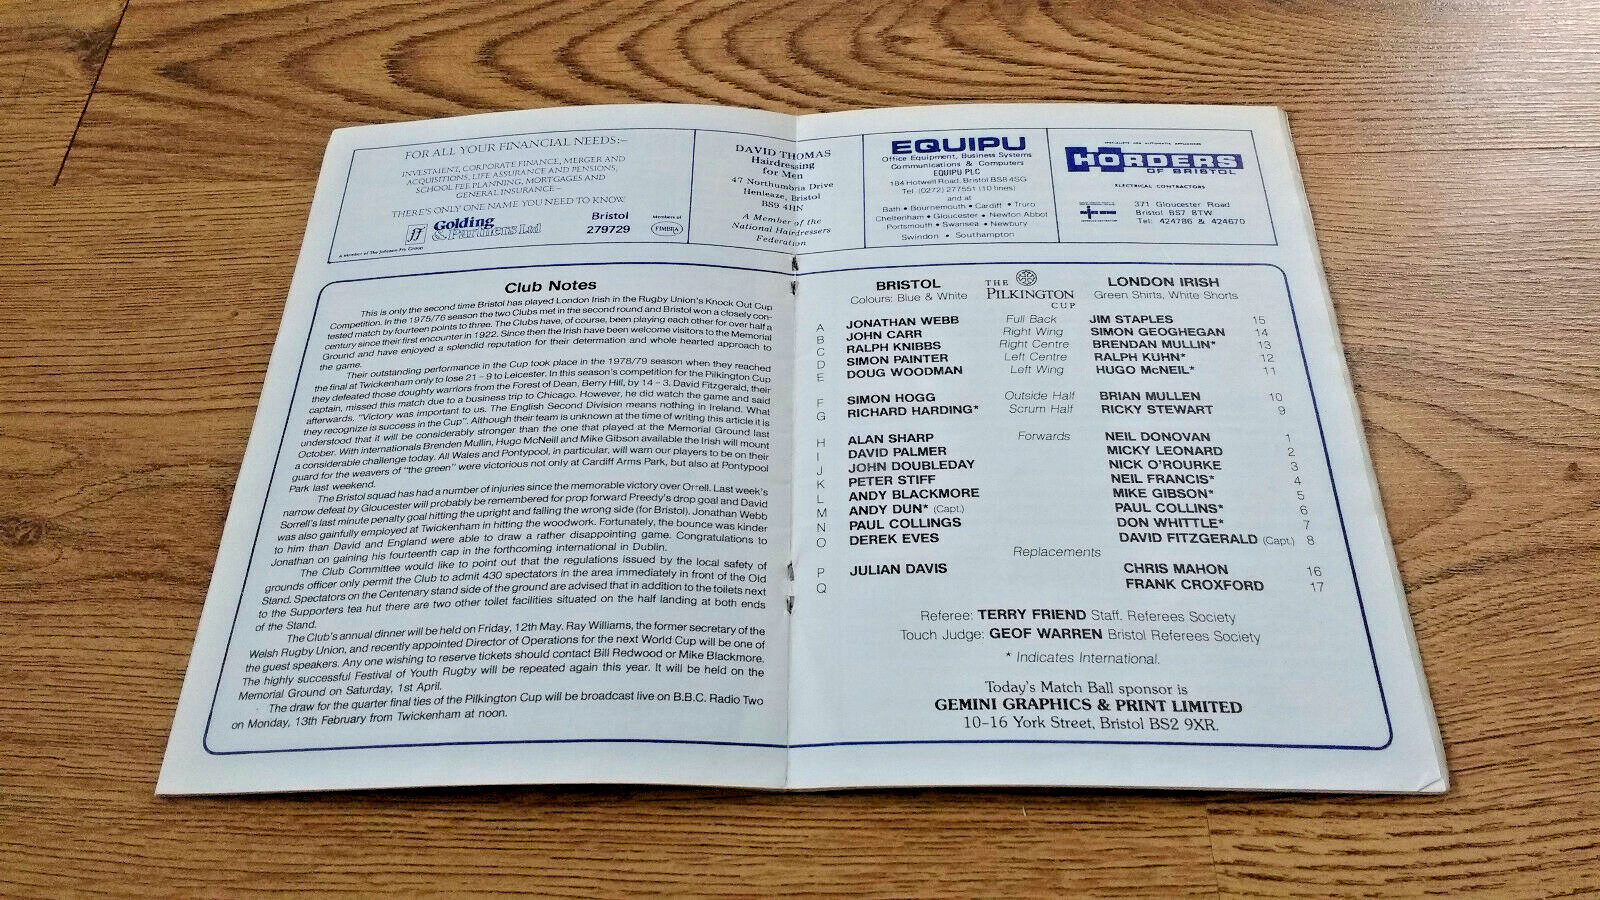 FOR ALL YOUR FINANCIAL NEEDS:–
INVESTMENT, CORPORATE FINANCE, MERGER AND
ACQUISITIONS, LIFE ASSURANCE AND PENSIONS,
SCHOOL FEE PLANNING, MORTGAGES AND
GENERAL INSURANCE–
THERE'S ONLY ONE NAME YOU NEED TO KNOW.
Golding
& Partners Ltd
Bristol
279729
Members of
FIMBRA
A Member of The Johnson Fry Group
DAVID THOMAS
Hairdressing
for Men
47 Northumbria Drive
Henleaze, Bristol
BS9 4HN
A Member of the
National Hairdressers
Federation
EQUIPU
Office Equipment, Business Systems
Communications & Computers
EQUIPU PLC
184 Hotwell Road, Bristol BS8 4SG
Tel. (0272) 277551 (10 lines)
and at
Bath • Bournemouth • Cardiff • Truro
Cheltenham • Gloucester • Newton Abbot
Portsmouth • Swansea • Newbury
Swindon • Southampton
SPECIALISTS FOR AUTOMATIC APPLIANCES
HORDERS
OF BRISTOL
ELECTRICAL CONTRACTORS
371 Gloucester Road
Bristol BS7 8TW
Tel: 424786 & 424670
Club Notes
This is only the second time Bristol has played London Irish in the Rugby Union's Knock Out Cup
Competition. In the 1975/76 season the two Clubs met in the second round and Bristol won a closely con-
tested match by fourteen points to three. The Clubs have, of course, been playing each other for over half a
century since their first encounter in 1922. Since then the Irish have been welcome visitors to the Memorial
Ground and have enjoyed a splendid reputation for their determation and whole hearted approach to
the game.
Their outstanding performance in the Cup took place in the 1978/79 season when they reached
the final at Twickenham only to lose 21 – 9 to Leicester. In this season's competition for the Pilkington Cup
they defeated those doughty warriors from the Forest of Dean, Berry Hill, by 14 – 3. David Fitzgerald, their
captain, missed this match due to a business trip to Chicago. However, he did watch the game and said
afterwards, "Victory was important to us. The English Second Division means nothing in Ireland. What
they recognize is success in the Cup". Although their team is unknown at the time of writing this article it is
understood that it will be considerably stronger than the one that played at the Memorial Ground last
October. With internationals Brenden Mullin, Hugo McNeill and Mike Gibson available the Irish will mount
a considerable challenge today. All Wales and Pontypool, in particular, will warn our players to be on their
guard for the weavers of "the green" were victorious not only at Cardiff Arms Park, but also at Pontypool
Park last weekend.
The Bristol squad has had a number of injuries since the memorable victory over Orrell. Last week's
narrow defeat by Gloucester will probably be remembered for prop forward Preedy's drop goal and David
Sorrell's last minute penalty goal hitting the upright and falling the wrong side (for Bristol). Jonathan Webb
was also gainfully employed at Twickenham in hitting the woodwork. Fortunately, the bounce was kinder
to him than David and England were able to draw a rather disappointing game. Congratulations to
Jonathan on gaining his fourteenth cap in the forthcoming international in Dublin.
The Club Committee would like to point out that the regulations issued by the local safety of
grounds officer only permit the Club to admit 430 spectators in the area immediately in front of the Old
Stand. Spectators on the Centenary stand side of the ground are advised that in addition to the toilets next
to the Supporters tea hut there are two other toilet facilities situated on the half landing at both ends
of the Stand.
The Club's annual dinner will be held on Friday, 12th May. Ray Williams, the former secretary of the
Welsh Rugby Union, and recently appointed Director of Operations for the next World Cup will be one of
the guest speakers. Any one wishing to reserve tickets should contact Bill Redwood or Mike Blackmore.
The highly successful Festival of Youth Rugby will be repeated again this year. It will be held on the
Memorial Ground on Saturday, 1st April.
The draw for the quarter final ties of the Pilkington Cup will be broadcast live on B.B.C. Radio Two
on Monday, 13th February from Twickenham at noon.
BRISTOL
Colours: Blue & White
THE
PILKINGTON
CUP
LONDON IRISH
Green Shirts, White Shorts
A JONATHAN WEBB Full Back JIM STAPLES 15
B JOHN CARR Right Wing SIMON GEOGHEGAN 14
C RALPH KNIBBS Right Centre BRENDAN MULLIN* 13
D SIMON PAINTER Left Centre RALPH KUHN* 12
E DOUG WOODMAN Left Wing HUGO McNEIL* 11
F SIMON HOGG Outside Half BRIAN MULLEN 10
G RICHARD HARDING* Scrum Half RICKY STEWART 9
H ALAN SHARP Forwards NEIL DONOVAN 1
I DAVID PALMER MICKY LEONARD 2
J JOHN DOUBLEDAY NICK O'ROURKE 3
K PETER STIFF NEIL FRANCIS* 4
L ANDY BLACKMORE MIKE GIBSON* 5
M ANDY DUN* (Capt.) PAUL COLLINS* 6
N PAUL COLLINGS DON WHITTLE* 7
O DEREK EVES DAVID FITZGERALD (Capt.) 8
Replacements
P JULIAN DAVIS CHRIS MAHON 16
Q FRANK CROXFORD 17
Referee: TERRY FRIEND Staff. Referees Society
Touch Judge: GEOF WARREN Bristol Referees Society
* Indicates International.
Today's Match Ball sponsor is
GEMINI GRAPHICS & PRINT LIMITED
10–16 York Street, Bristol BS2 9XR.